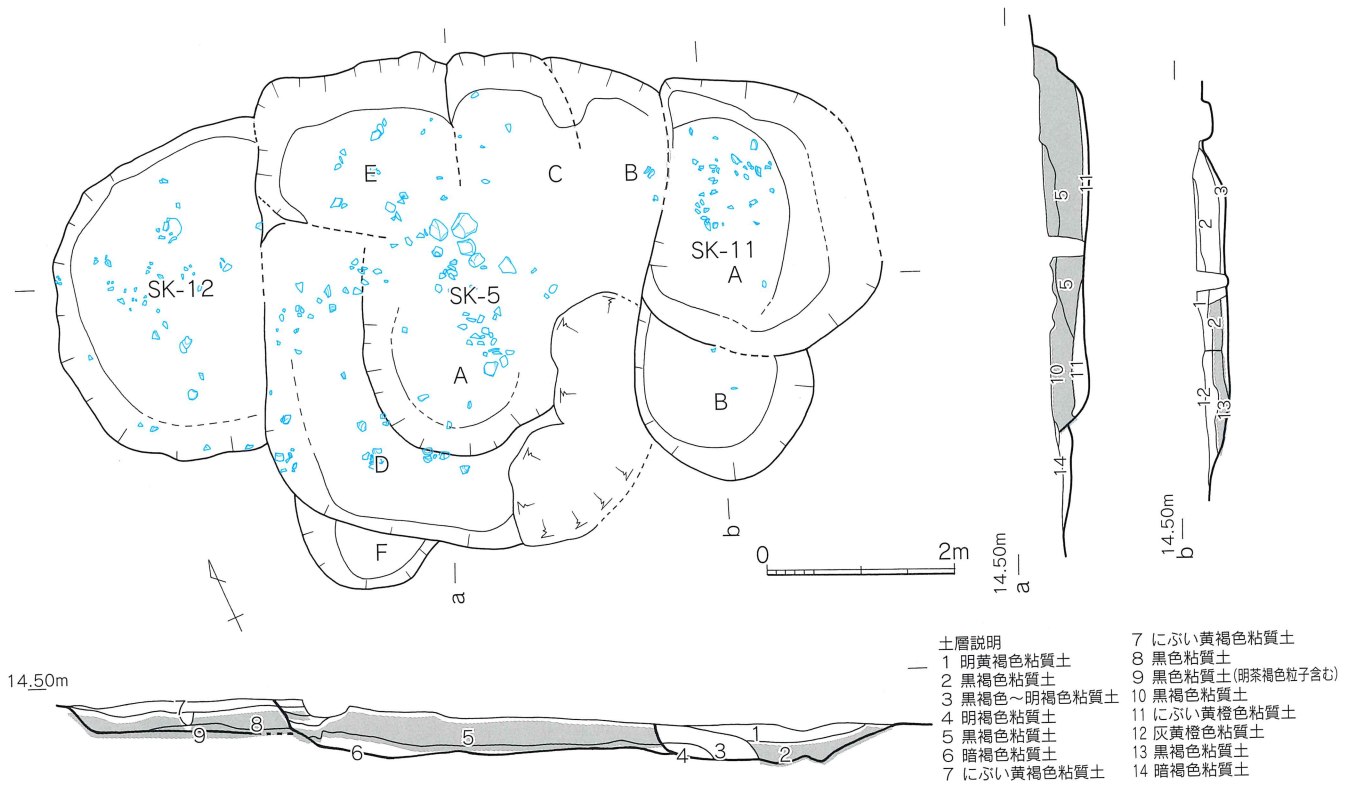 E
C
B
SK-12
SK-11
A
SK-5
A
B
D
F
a
b
0 2m
5
11
5
10
11
14
14.50m
a
3
2
1
2
12
13
14.50m
b
14.50m
7
8
9
5
6
4
3
1
2
土層説明
1 明黄褐色粘質土
2 黒褐色粘質土
3 黒褐色～明褐色粘質土
4 明褐色粘質土
5 黒褐色粘質土
6 暗褐色粘質土
7 にぶい黄褐色粘質土
7 にぶい黄褐色粘質土
8 黒色粘質土
9 黒色粘質土(明茶褐色粒子含む)
10 黒褐色粘質土
11 にぶい黄橙色粘質土
12 灰黄橙色粘質土
13 黒褐色粘質土
14 暗褐色粘質土